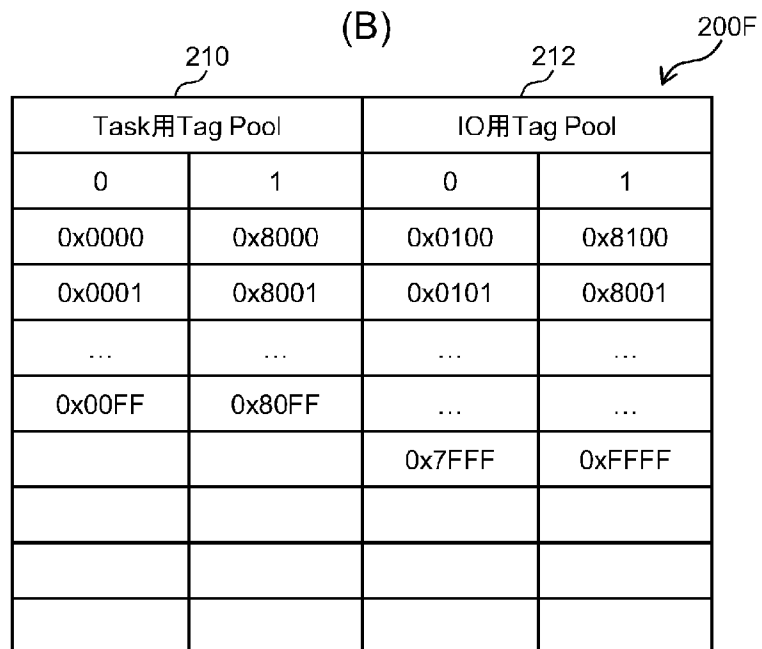 (B)
200F
210 212
Task用Tag Pool IO用Tag Pool
0 1 0 1
0x0000 0x8000 0x0100 0x8100
0x0001 0x8001 0x0101 0x8001
... ... ... ...
0x00FF 0x80FF ... ...
0x7FFF 0xFFFF